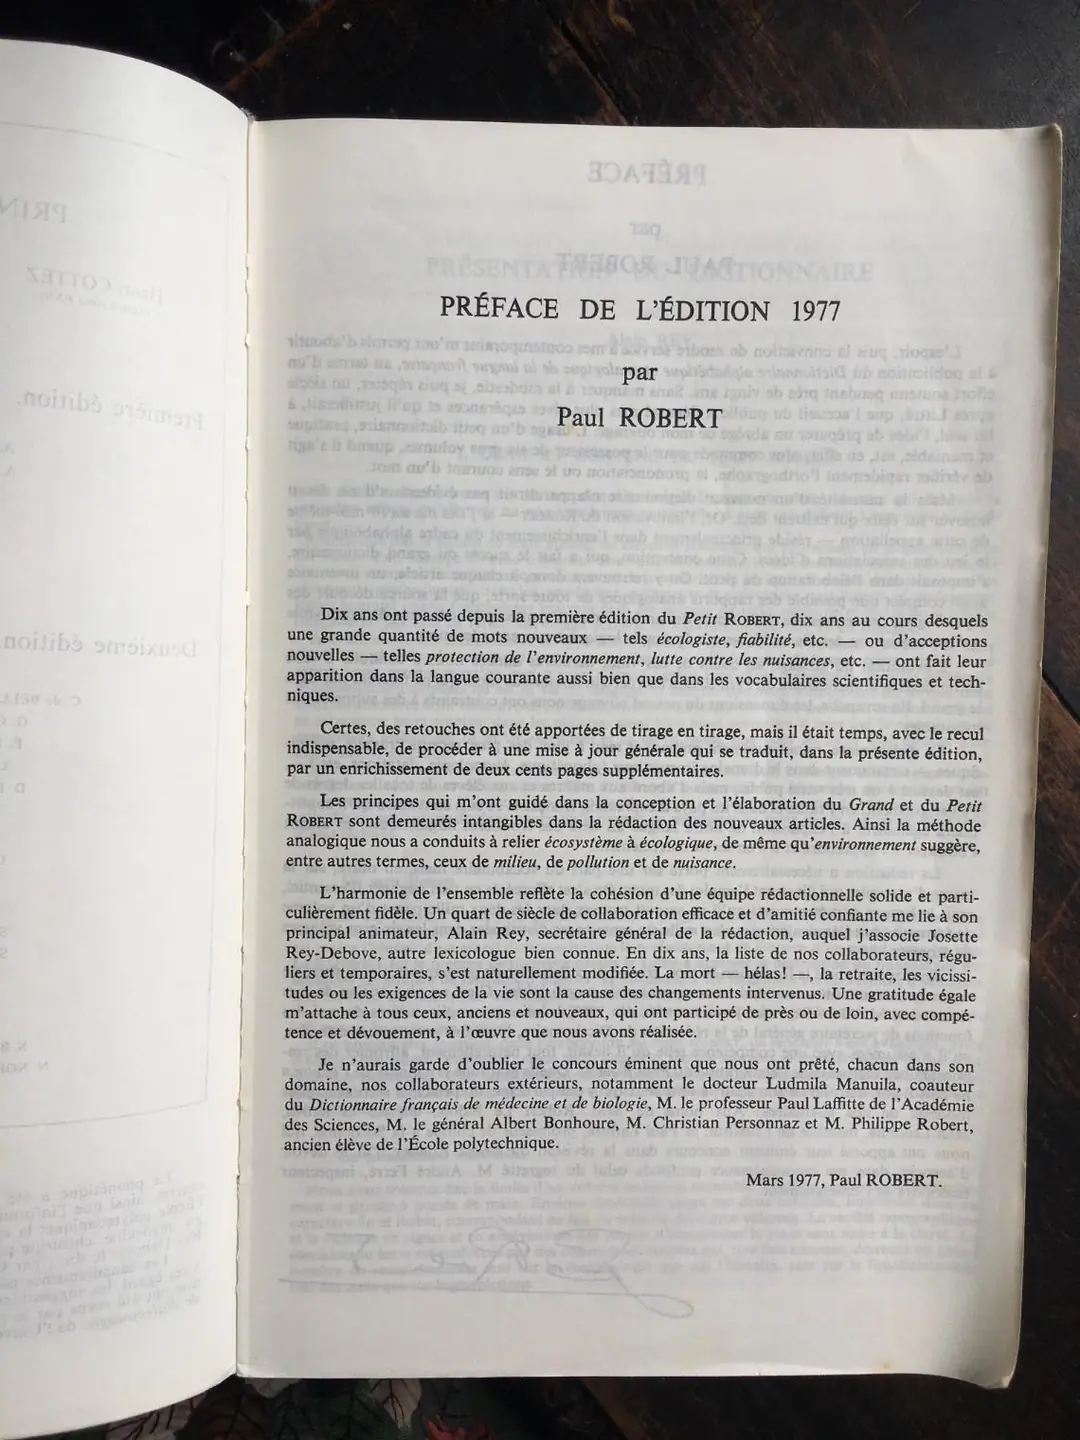 PRÉFACE DE L'ÉDITION 1977
par
Paul ROBERT
Dix ans ont passé depuis la première édition du Petit ROBERT, dix ans au cours desquels
une grande quantité de mots nouveaux — tels écologiste, fiabilité, etc. — ou d'acceptions
nouvelles — telles protection de l'environnement, lutte contre les nuisances, etc. — ont fait leur
apparition dans la langue courante aussi bien que dans les vocabulaires scientifiques et tech-
niques.
Certes, des retouches ont été apportées de tirage en tirage, mais il était temps, avec le recul
indispensable, de procéder à une mise à jour générale qui se traduit, dans la présente édition,
par un enrichissement de deux cents pages supplémentaires.
Les principes qui m'ont guidé dans la conception et l'élaboration du Grand et du Petit
ROBERT sont demeurés intangibles dans la rédaction des nouveaux articles. Ainsi la méthode
analogique nous a conduits à relier écosystème à écologique, de même qu'environnement suggère,
entre autres termes, ceux de milieu, de pollution et de nuisance.
L'harmonie de l'ensemble reflète la cohésion d'une équipe rédactionnelle solide et parti-
culièrement fidèle. Un quart de siècle de collaboration efficace et d'amitié confiante me lie à son
principal animateur, Alain Rey, secrétaire général de la rédaction, auquel j'associe Josette
Rey-Debove, autre lexicologue bien connue. En dix ans, la liste de nos collaborateurs, régu-
liers et temporaires, s'est naturellement modifiée. La mort — hélas! —, la retraite, les vicissi-
tudes ou les exigences de la vie sont la cause des changements intervenus. Une gratitude égale
m'attache à tous ceux, anciens et nouveaux, qui ont participé de près ou de loin, avec compé-
tence et dévouement, à l'œuvre que nous avons réalisée.
Je n'aurais garde d'oublier le concours éminent que nous ont prêté, chacun dans son
domaine, nos collaborateurs extérieurs, notamment le docteur Ludmila Manuila, coauteur
du Dictionnaire français de médecine et de biologie, M. le professeur Paul Laffitte de l'Académie
des Sciences, M. le général Albert Bonhoure, M. Christian Personnaz et M. Philippe Robert,
ancien élève de l'École polytechnique.
Mars 1977, Paul ROBERT.